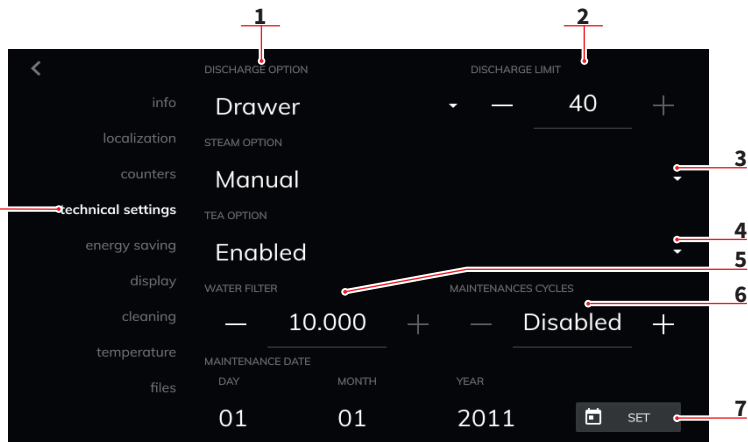 1 2
DISCHARGE OPTION DISCHARGE LIMIT
info
Drawer — 40 +
localization
STEAM OPTION
counters
Manual
3
technical settings
TEA OPTION
4
energy saving
Enabled
5
display
WATER FILTER MAINTENANCES CYCLES
6
cleaning
— 10.000 + — Disabled +
temperature
MAINTENANCE DATE
files
DAY MONTH YEAR
01 01 2011 SET
7